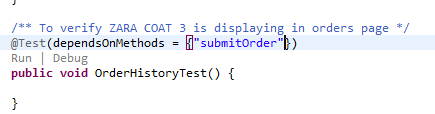 }
/** To verify ZARA COAT 3 is displaying in orders page */
@Test(dependsOnMethods = {"submitOrder"})
Run | Debug
public void OrderHistoryTest() {
}